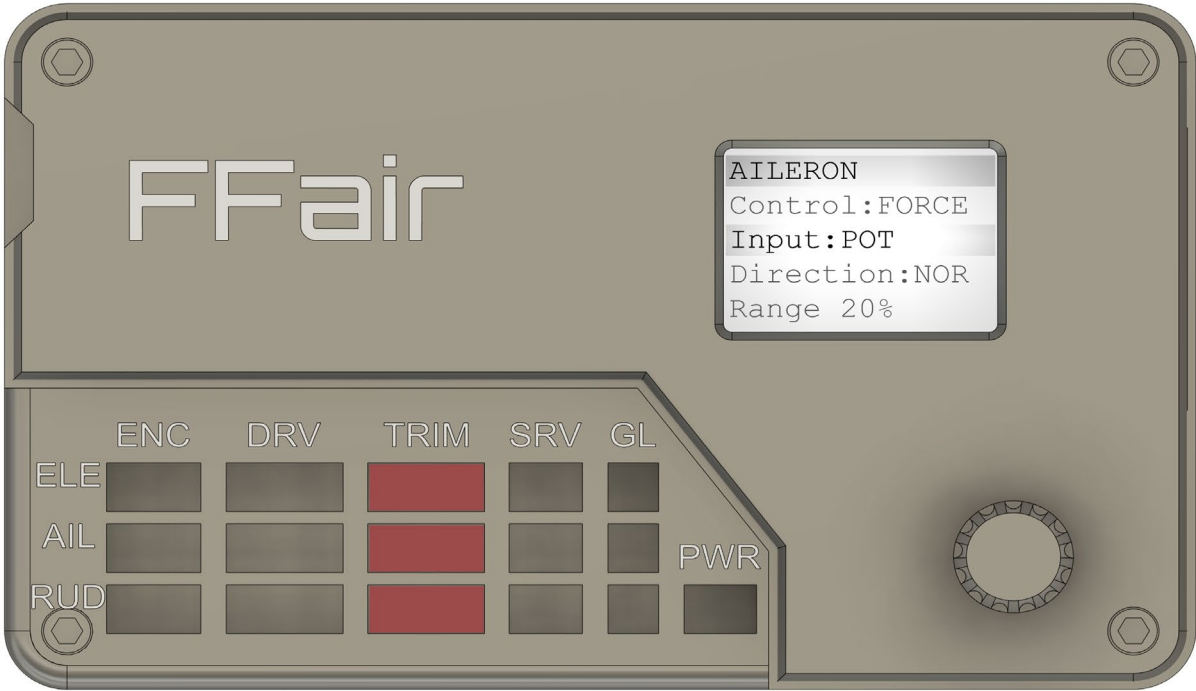 FFair
AILERON
Control:FORCE
Input:POT
Direction:NOR
Range 20%
ENC DRV TRIM SRV GL
ELE
AIL
PWR
RUD